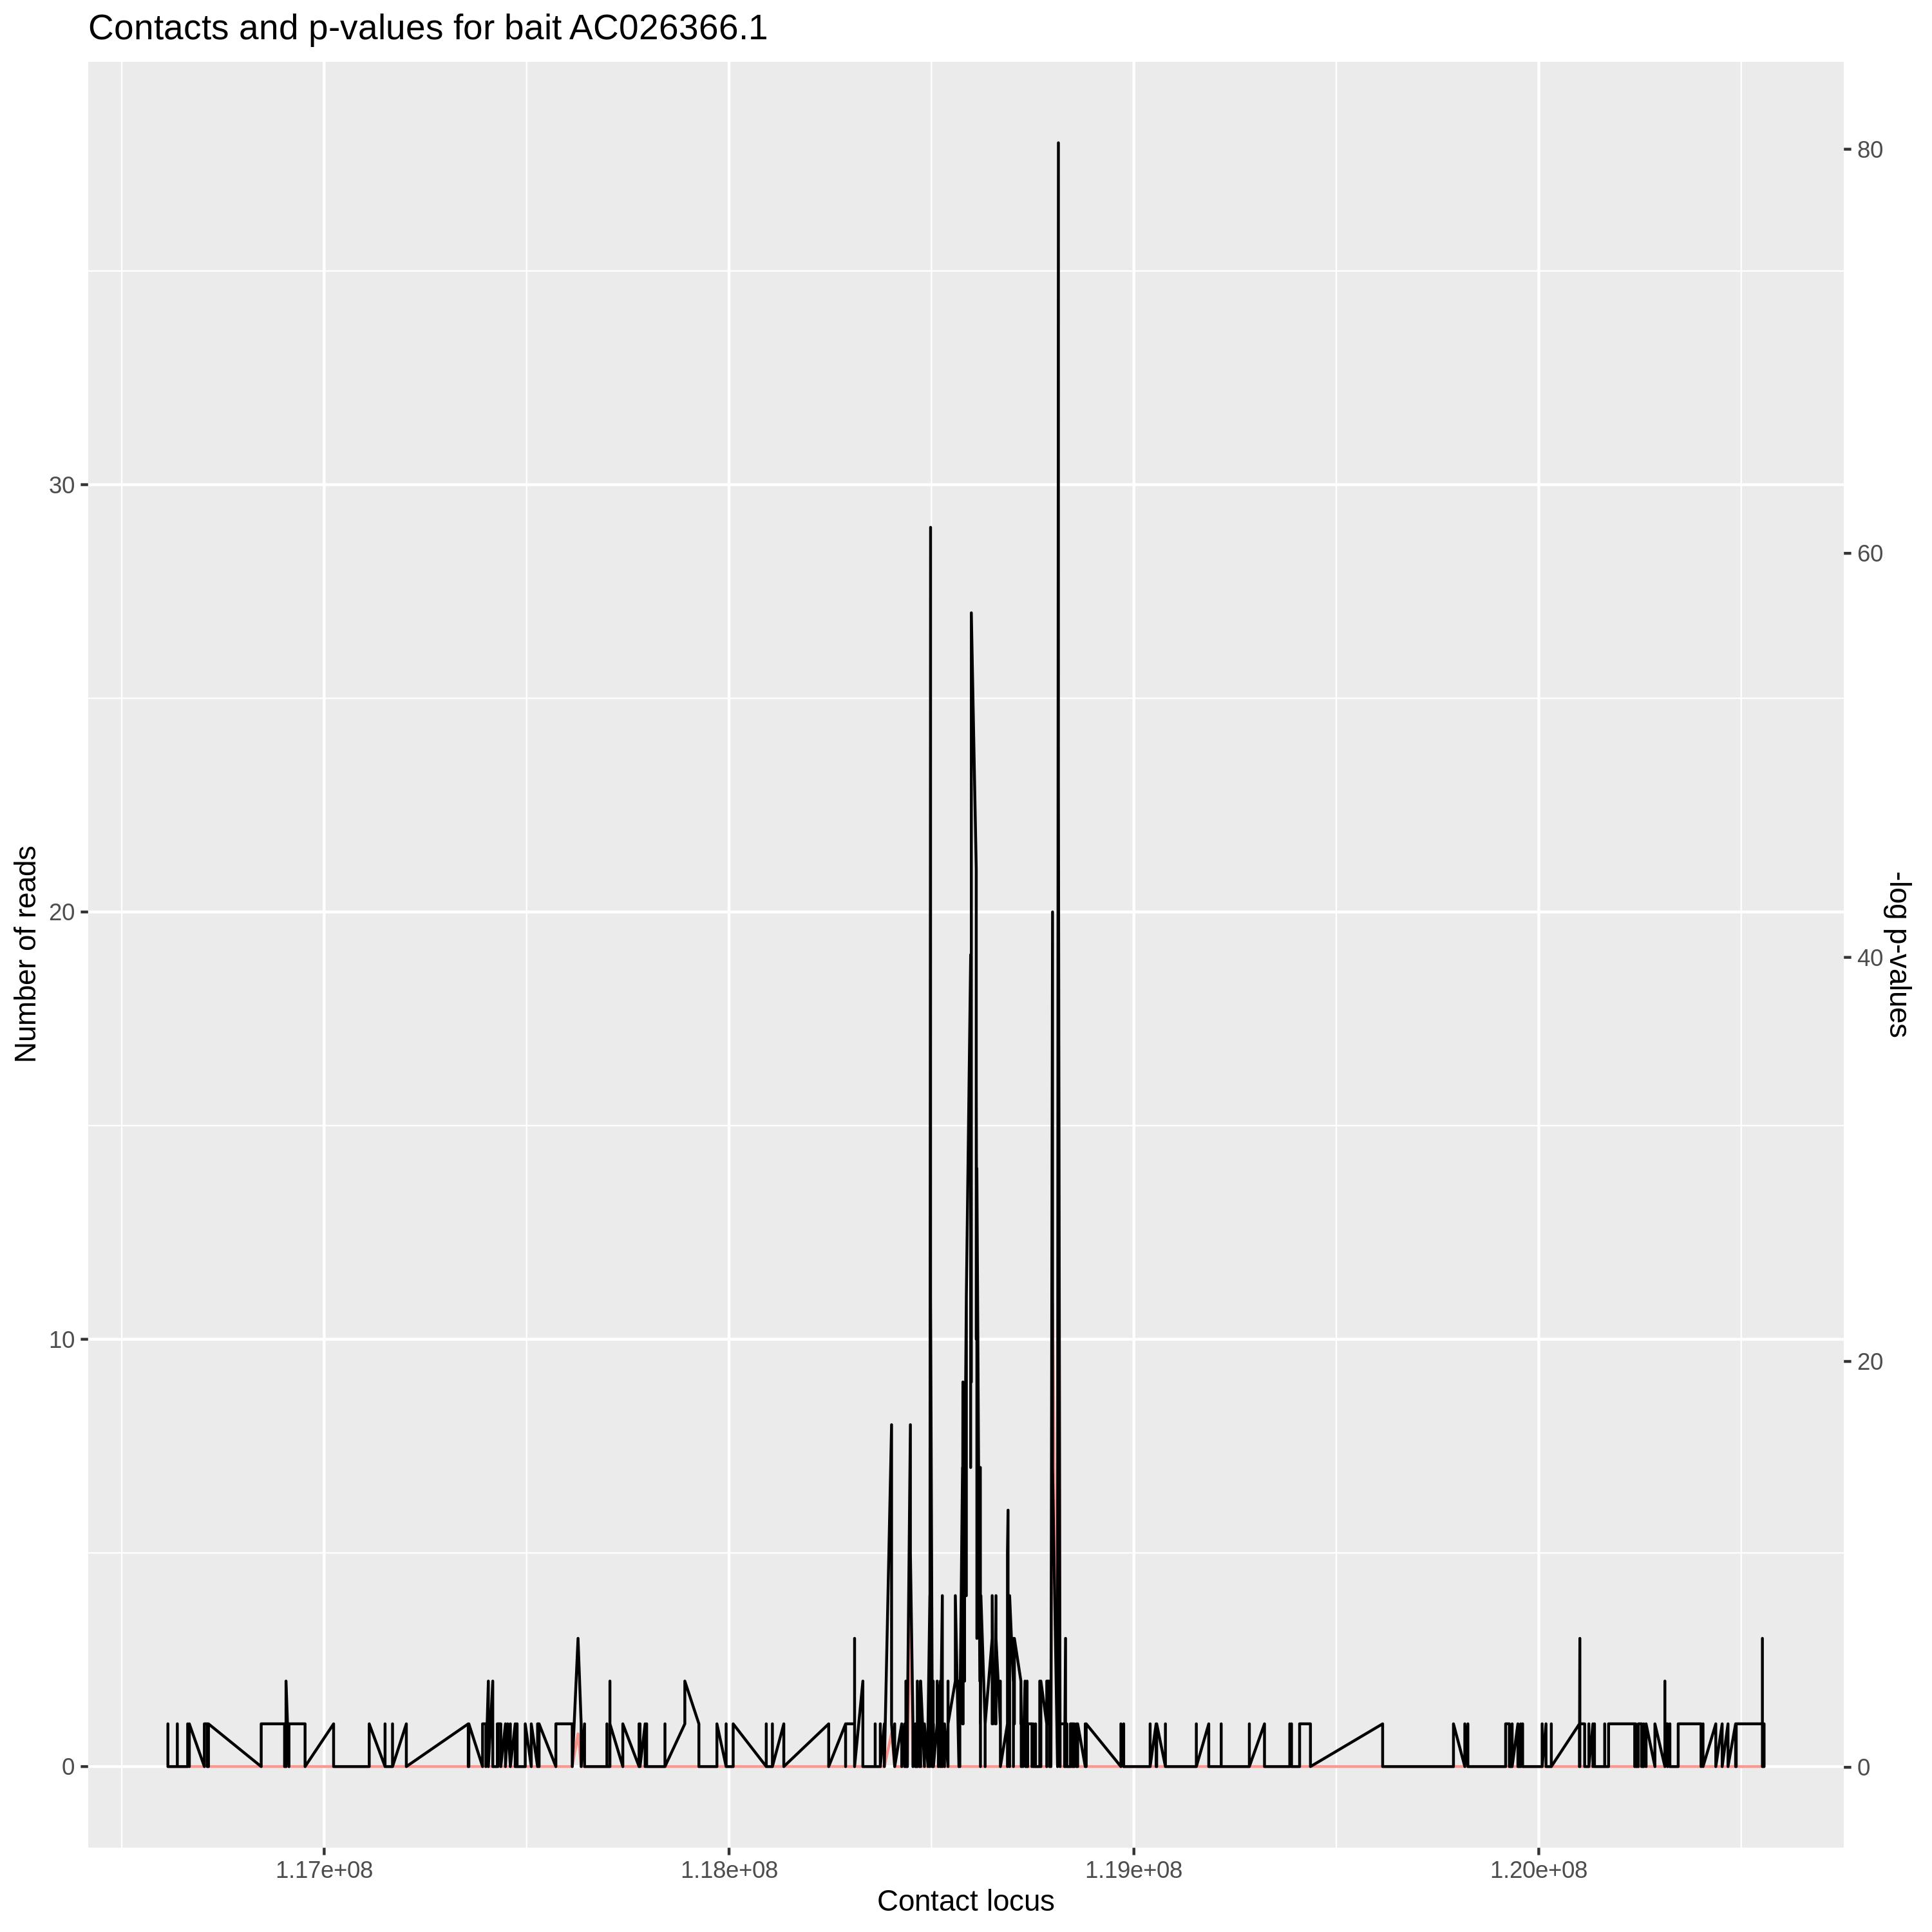 Contacts and p-values for bait AC026366.1
Number of reads
30
20
10
0
80
60
40
20
0
-log p-values
1.17e+08
1.18e+08
1.19e+08
1.20e+08
Contact locus